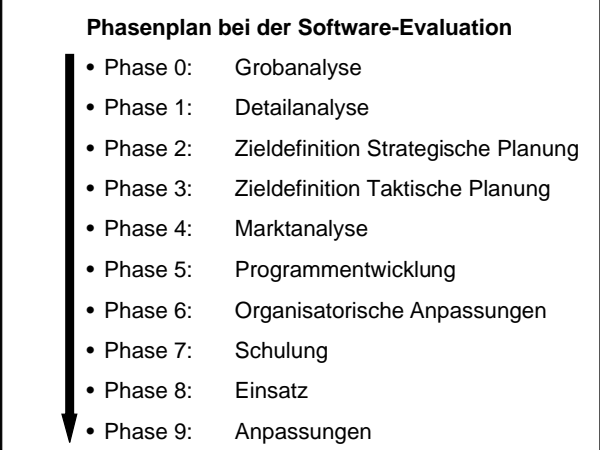 Phasenplan bei der Software-Evaluation
• Phase 0: Grobanalyse
• Phase 1: Detailanalyse
• Phase 2: Zieldefinition Strategische Planung
• Phase 3: Zieldefinition Taktische Planung
• Phase 4: Marktanalyse
• Phase 5: Programmentwicklung
• Phase 6: Organisatorische Anpassungen
• Phase 7: Schulung
• Phase 8: Einsatz
• Phase 9: Anpassungen